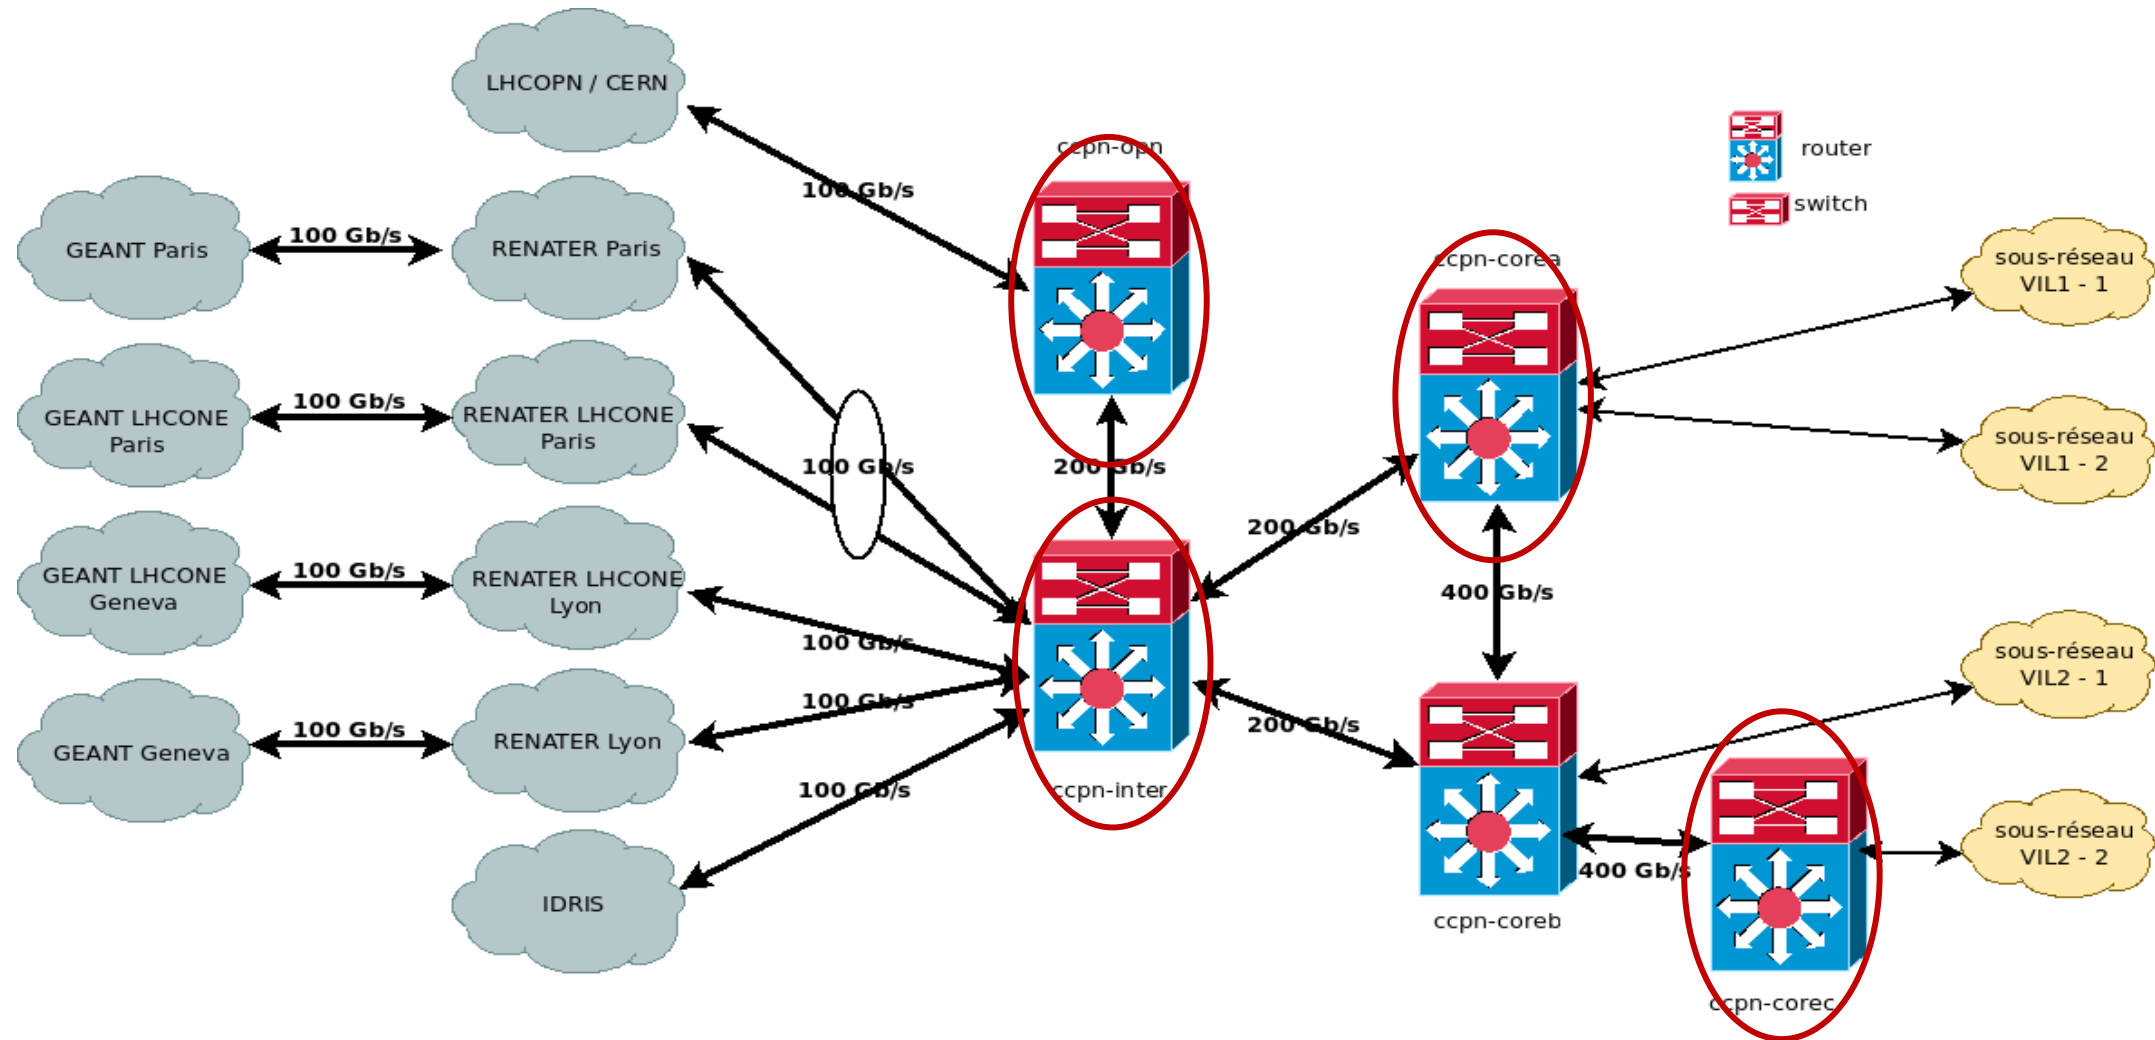 LHCOPN / CERN
ccpn-opn
router
switch
100 Gb/s
GEANT Paris
100 Gb/s
RENATER Paris
ccpn-corea
sous-réseau
VIL1 - 1
GEANT LHCONE
Paris
100 Gb/s
RENATER LHCONE
Paris
100 Gb/s
200 Gb/s
200 Gb/s
sous-réseau
VIL1 - 2
GEANT LHCONE
Geneva
100 Gb/s
RENATER LHCONE
Lyon
100 Gb/s
400 Gb/s
GEANT Geneva
100 Gb/s
RENATER Lyon
100 Gb/s
200 Gb/s
sous-réseau
VIL2 - 1
IDRIS
100 Gb/s
ccpn-inter
ccpn-coreb
400 Gb/s
sous-réseau
VIL2 - 2
ccpn-corec